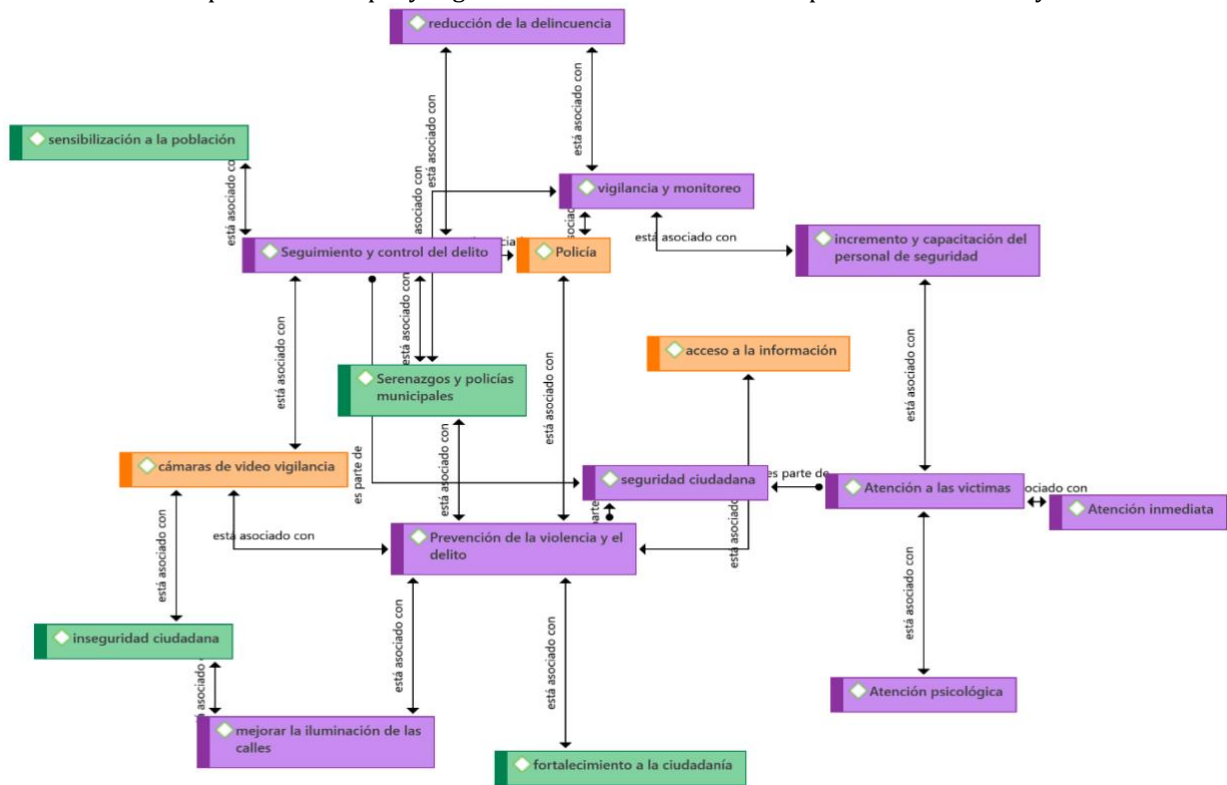 reducción de la delincuencia
está asociado con
está asociado con
sensibilización a la población
está asociado
está asociado con
vigilancia y monitoreo
está asociado con
incremento y capacitación del
personal de seguridad
Seguimiento y control del delito
Policía
está asociado con
está asociado con
está asociado con
está asociado con
acceso a la información
Serenazgos y policías
municipales
está asociado con
está asociado con
cámaras de video vigilancia
es parte de
seguridad ciudadana
es parte de
Atención a las victimas
asociado con
Atención inmediata
está asociado con
Prevención de la violencia y el
delito
parte
está asociado
está asociado con
está asociado con
inseguridad ciudadana
está asociado con
está asociado con
asociado
Atención psicológica
mejorar la iluminación de las
calles
fortalecimiento a la ciudadanía